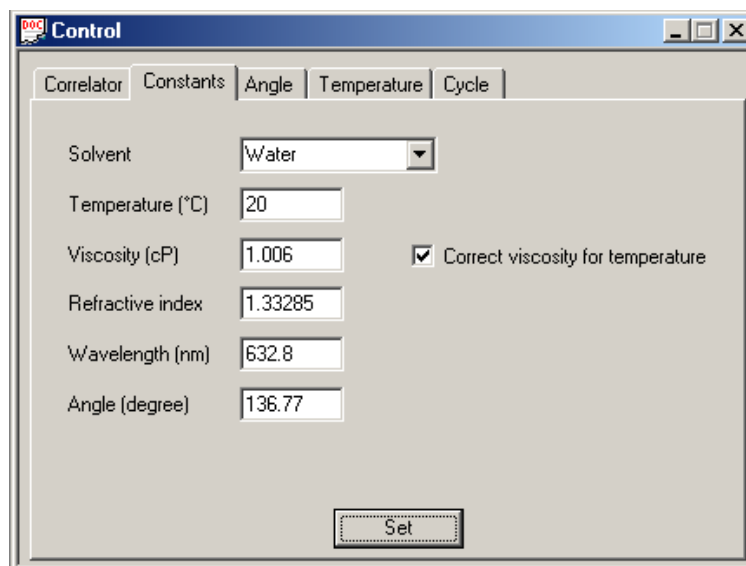 DOC
Control
Correlator Constants Angle Temperature Cycle
Solvent Water
Temperature (°C) 20
Viscosity (cP) 1.006 Correct viscosity for temperature
Refractive index 1.33285
Wavelength (nm) 632.8
Angle (degree) 136.77
Set